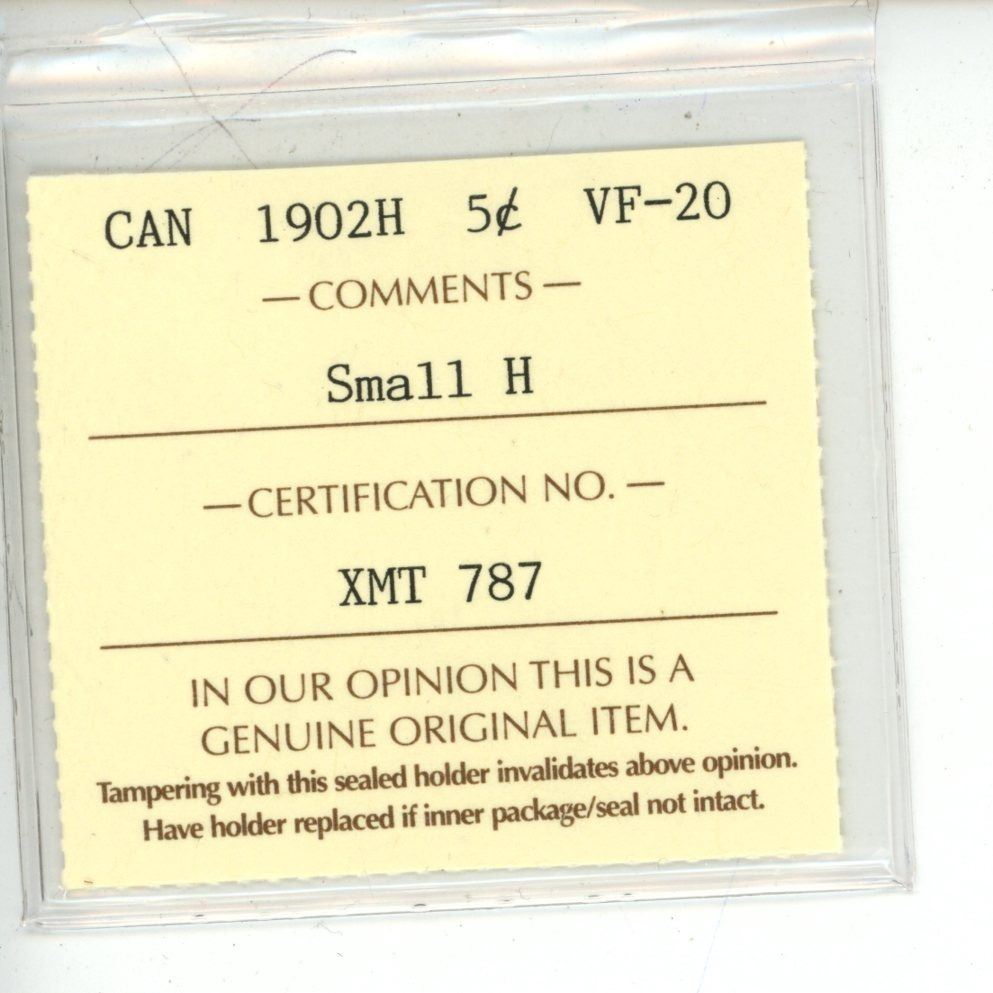 CAN 1902H 5¢ VF-20
—COMMENTS—
Small H
—CERTIFICATION NO.—
XMT 787
IN OUR OPINION THIS IS A
GENUINE ORIGINAL ITEM.
Tampering with this sealed holder invalidates above opinion.
Have holder replaced if inner package/seal not intact.